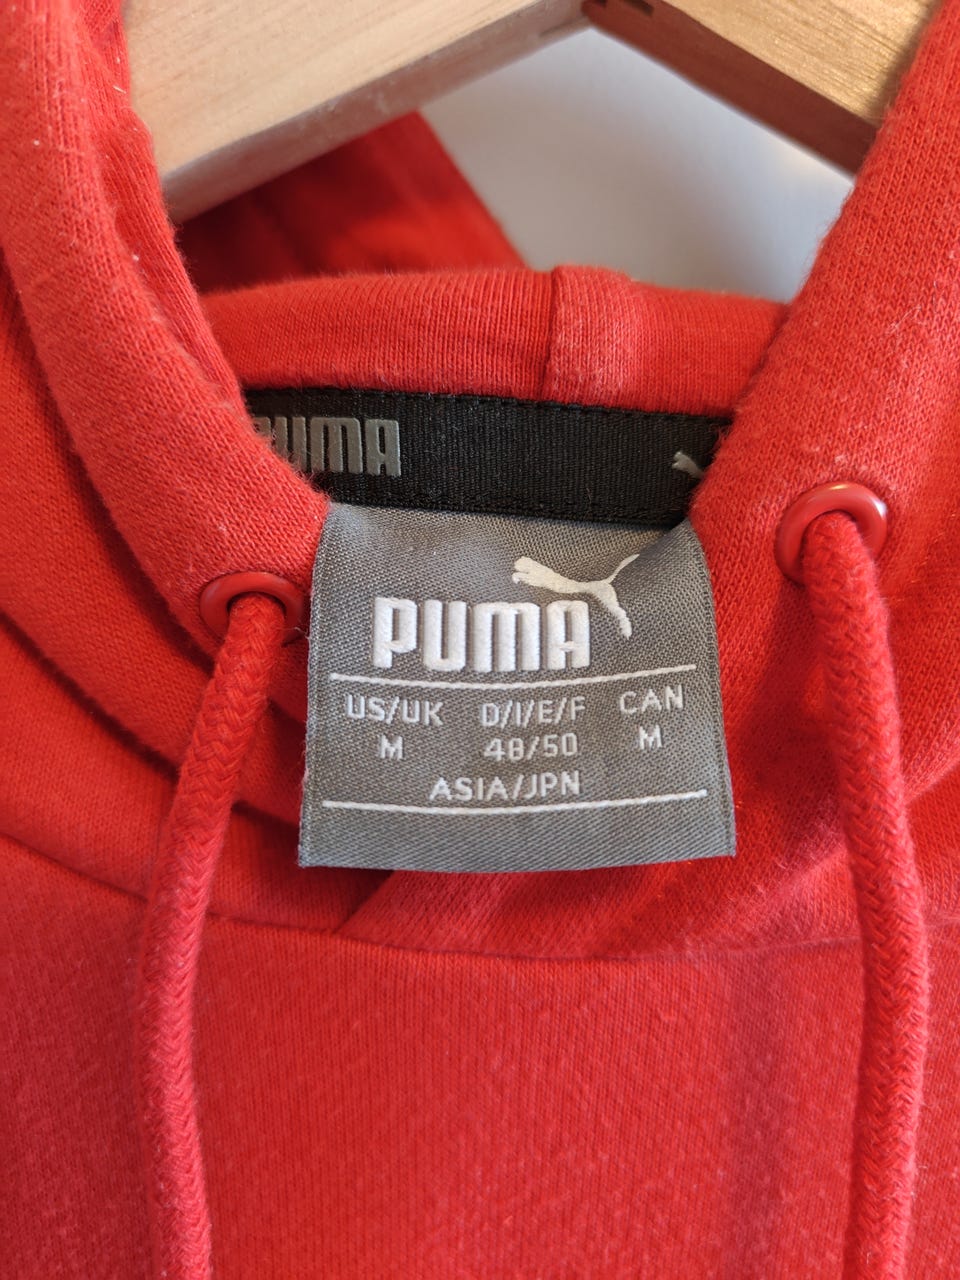 PUMA
PUMA
US/UK D/I/E/F CAN
M 48/50 M
ASIA/JPN